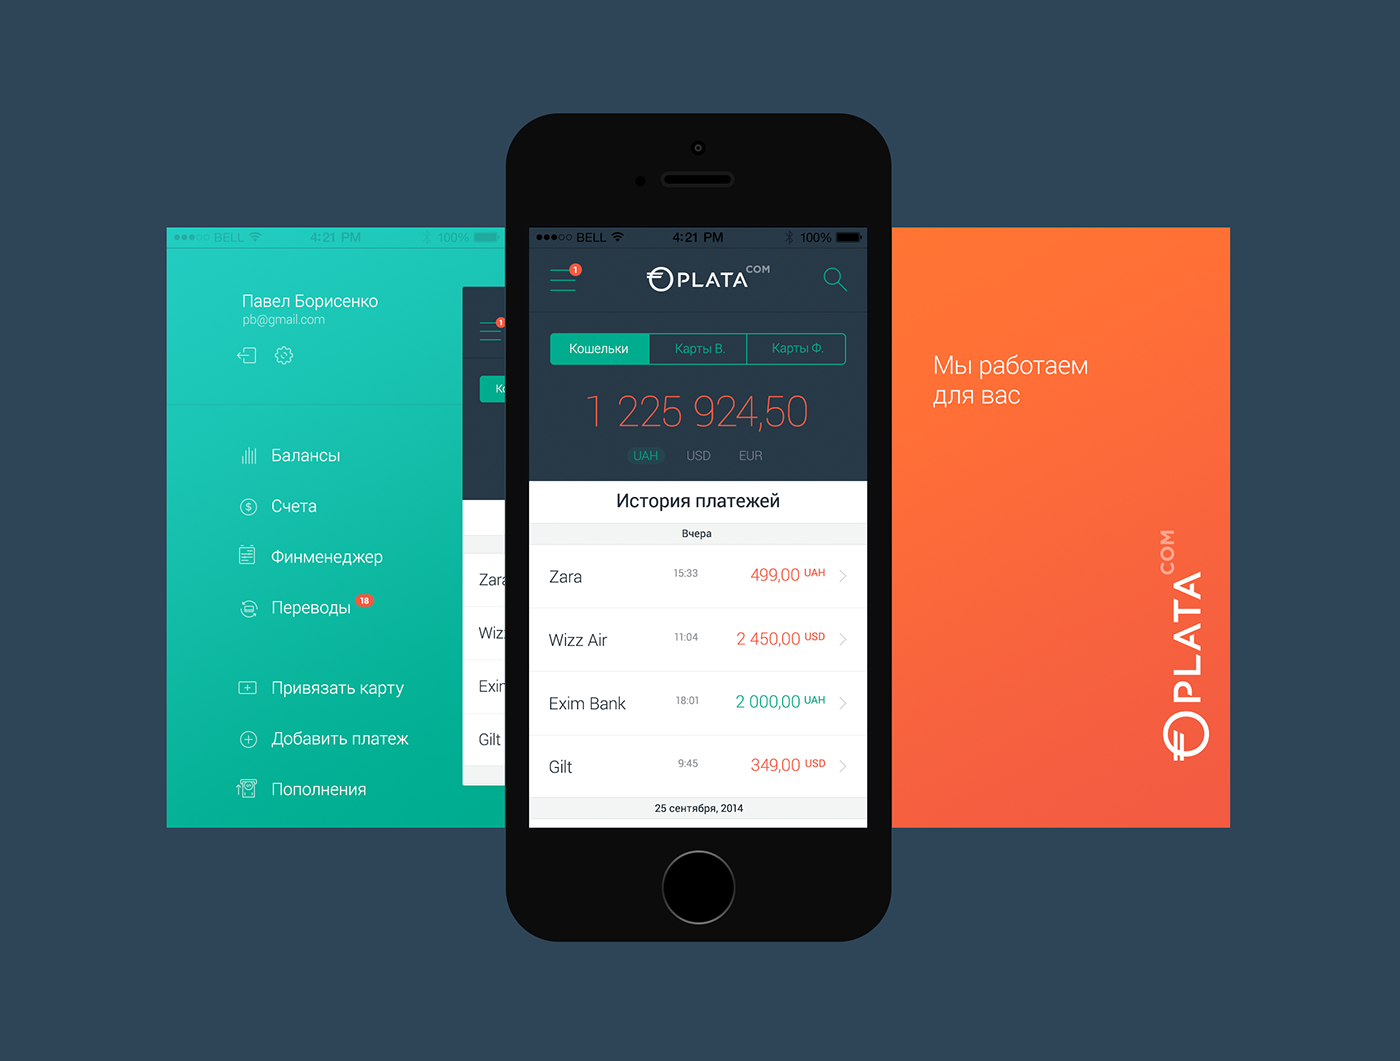 BELL 4:21 PM 100%
Павел Борисенко
pb@gmail.com
Балансы
Счета
Финменеджер
Переводы 18
Привязать карту
Добавить платеж
Пополнения
1
Zara
Exim
Gilt
BELL 4:21 PM 100%
1
PLATA COM
Кошельки Карты В. Карты Ф.
1 225 924,50
UAH USD EUR
История платежей
Вчера
Zara 15:33 499,00 UAH
Wizz Air 11:04 2 450,00 USD
Exim Bank 18:01 2 000,00 UAH
Gilt 9:45 349,00 USD
25 сентября, 2014
Мы работаем
для вас
PLATA COM